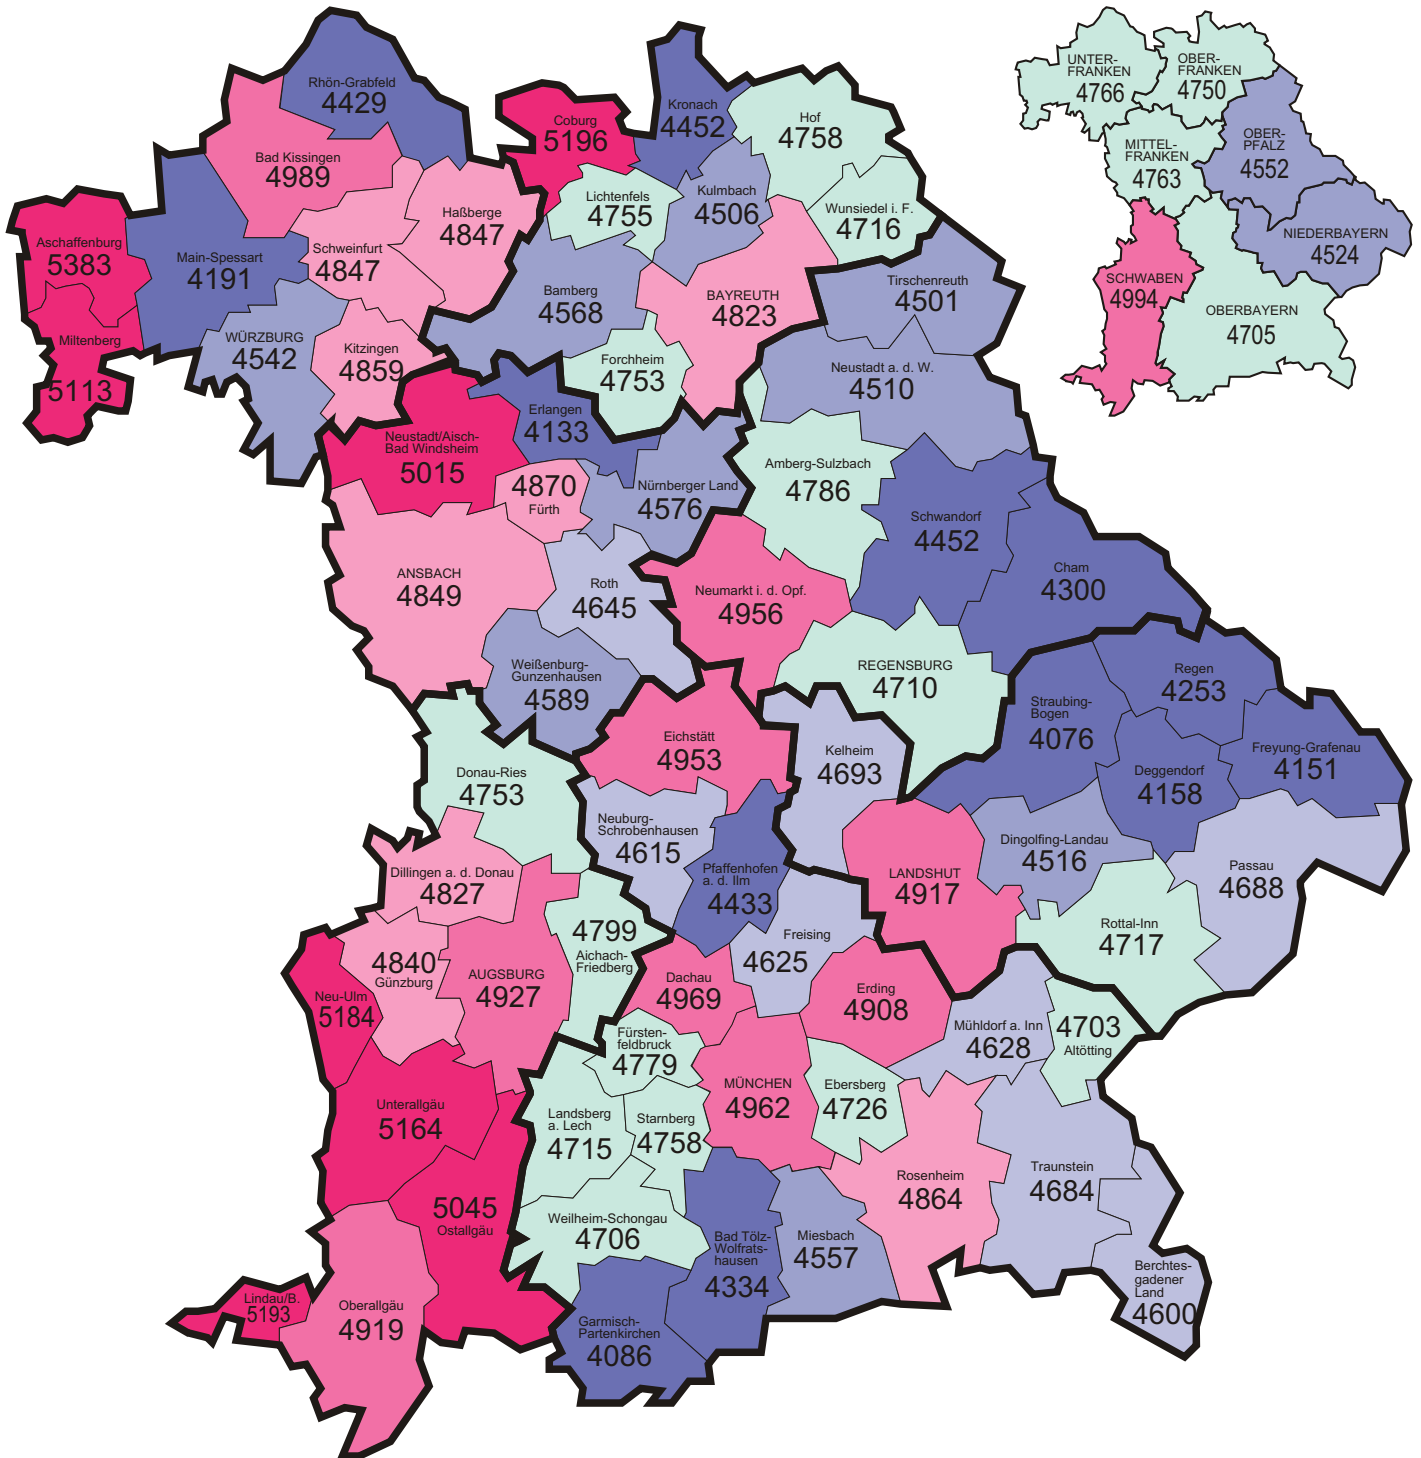 Rhön-Grabfeld
4429
Bad Kissingen
4989
Haßberge
4847
Schweinfurt
4847
Aschaffenburg
5383
Main-Spessart
4191
Miltenberg
5113
WÜRZBURG
4542
Kitzingen
4859
Coburg
5196
Kronach
4452
Hof
4758
Lichtenfels
4755
Kulmbach
4506
Wunsiedel i. F.
4716
Bamberg
4568
BAYREUTH
4823
Forchheim
4753
Tirschenreuth
4501
Neustadt a. d. W.
4510
Neustadt/Aisch-
Bad Windsheim
5015
Erlangen
4133
4870
Fürth
Nürnberger Land
4576
Amberg-Sulzbach
4786
Schwandorf
4452
Cham
4300
ANSBACH
4849
Roth
4645
Neumarkt i. d. Opf.
4956
Weißenburg-
Gunzenhausen
4589
REGENSBURG
4710
Straubing-
Bogen
4076
Regen
4253
Freyung-Grafenau
4151
Deggendorf
4158
Eichstätt
4953
Kelheim
4693
Donau-Ries
4753
Neuburg-
Schrobenhausen
4615
Pfaffenhofen
a. d. Ilm
4433
LANDSHUT
4917
Dingolfing-Landau
4516
Passau
4688
Rottal-Inn
4717
Dillingen a. d. Donau
4827
4840
Günzburg
AUGSBURG
4927
4799
Aichach-
Friedberg
Freising
4625
Dachau
4969
Erding
4908
Mühldorf a. Inn
4628
4703
Altötting
Neu-Ulm
5184
Fürsten-
feldbruck
4779
MÜNCHEN
4962
Ebersberg
4726
Unterallgäu
5164
Landsberg
a. Lech
4715
Starnberg
4758
Rosenheim
4864
Traunstein
4684
5045
Ostallgäu
Weilheim-Schongau
4706
Bad Tölz-
Wolfrats-
hausen
4334
Miesbach
4557
Berchtes-
gadener
Land
4600
Lindau/B.
5193
Oberallgäu
4919
Garmisch-
Partenkirchen
4086
UNTER-
FRANKEN
4766
OBER-
FRANKEN
4750
MITTEL-
FRANKEN
4763
OBER-
PFALZ
4552
NIEDERBAYERN
4524
SCHWABEN
4994
OBERBAYERN
4705